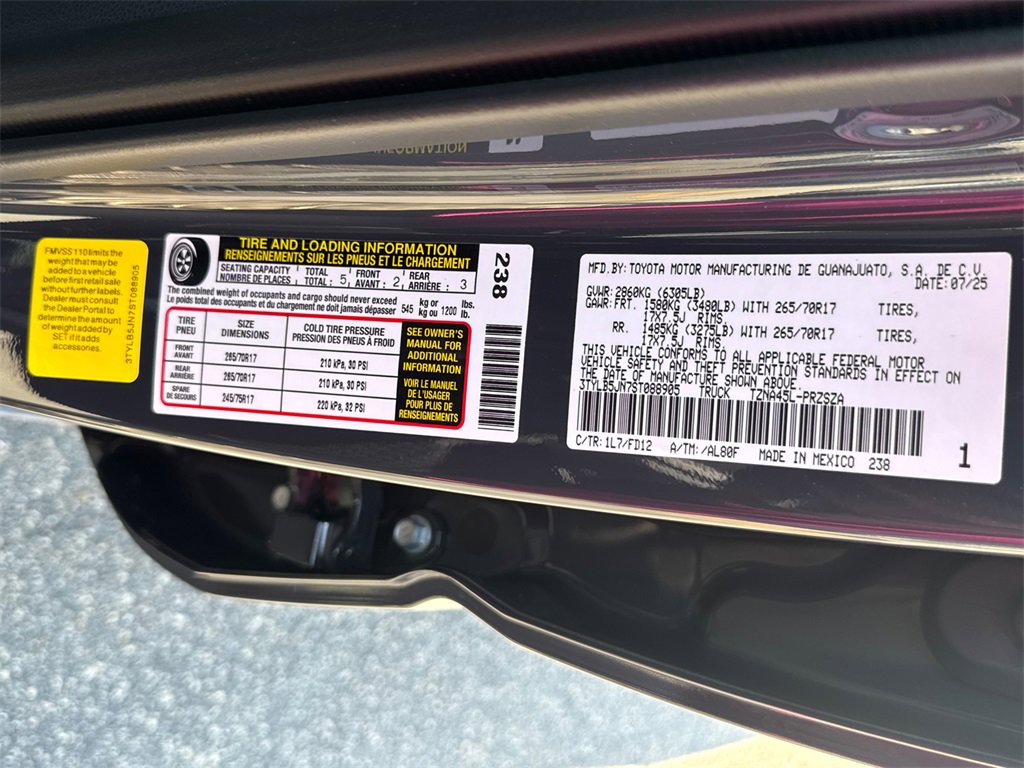 FMVSS 110 limits the
weight that may be
added to a vehicle
before first retail sale
without further labels.
Dealer must consult
the Dealer Portal to
determine the amount
of weight added by
SET if it adds
accessories.
3TYLB5JN7ST088905
TIRE AND LOADING INFORMATION
RENSEIGNEMENTS SUR LES PNEUS ET LE CHARGEMENT
SEATING CAPACITY TOTAL 5 FRONT 2 REAR 3
NOMBRE DE PLACES TOTAL : AVANT : ARRIÈRE :
The combined weight of occupants and cargo should never exceed 545 kg or 1200 lbs.
Le poids total des occupants et du chargement ne doit jamais dépasser kg ou lb.
TIRE SIZE COLD TIRE PRESSURE
PNEU DIMENSIONS PRESSION DES PNEUS À FROID
FRONT
AVANT 265/70R17 210 kPa, 30 PSI
REAR
ARRIÈRE 265/70R17 210 kPa, 30 PSI
SPARE
DE SECOURS 245/75R17 220 kPa, 32 PSI
SEE OWNER'S
MANUAL FOR
ADDITIONAL
INFORMATION
VOIR LE MANUEL
DE L'USAGER
POUR PLUS DE
RENSEIGNEMENTS
238
MFD.BY:TOYOTA MOTOR MANUFACTURING DE GUANAJUATO, S.A. DE C.V.
DATE: 07/25
GVWR:2860KG (6305LB)
GAWR:FRT. 1580KG (3480LB) WITH 265/70R17 TIRES,
17X7.5J RIMS
RR. 1485KG (3275LB) WITH 265/70R17 TIRES,
17X7.5J RIMS.
THIS VEHICLE CONFORMS TO ALL APPLICABLE FEDERAL MOTOR
VEHICLE SAFETY AND THEFT PREVENTION STANDARDS IN EFFECT ON
THE DATE OF MANUFACTURE SHOWN ABOVE.
3TYLB5JN7ST088905 TRUCK TZNA45L-PRZSZA
C/TR:1L7/FD12 A/TM:/AL80F MADE IN MEXICO 238
1